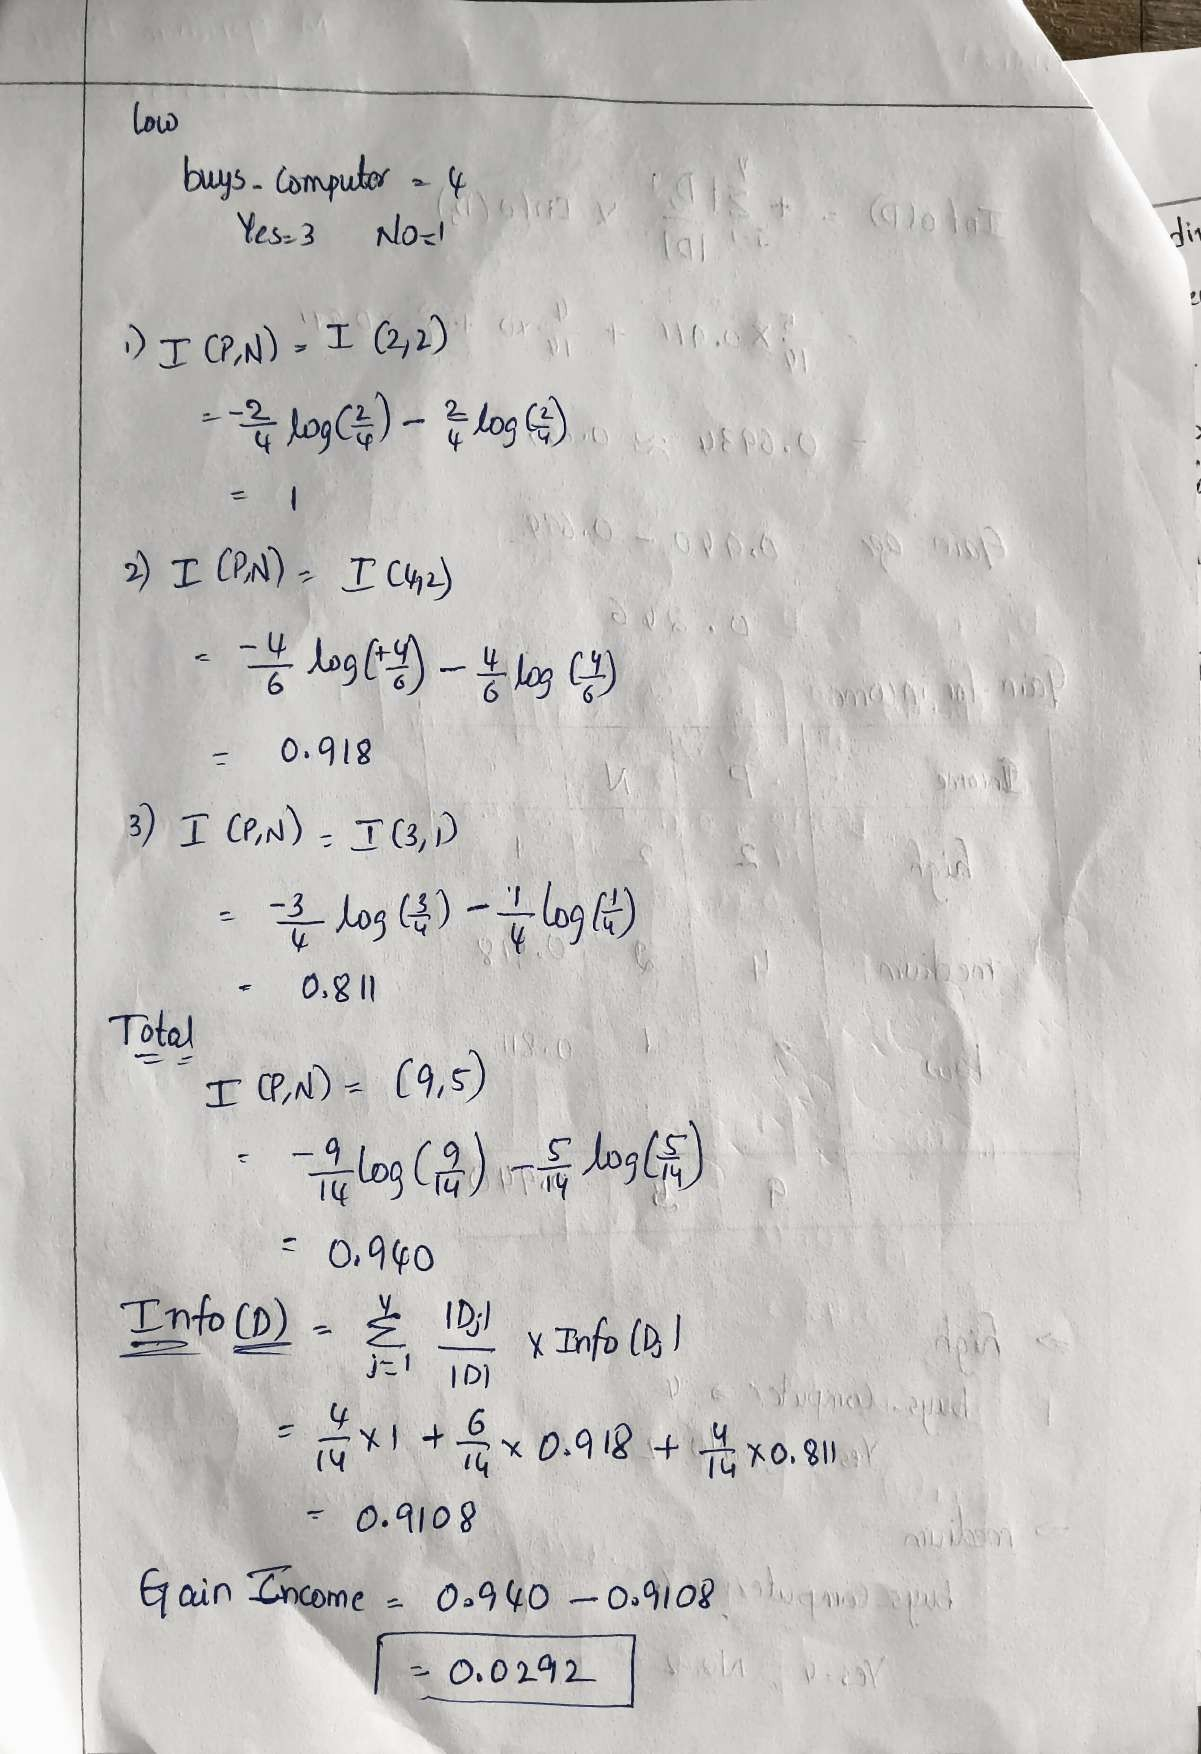 low
buys-computer = 4
Yes=3 No=1
1) I (P,N) = I (2,2)
= -2/4 log(2/4) - 2/4 log(2/4)
= 1
2) I (P,N) = I (4,2)
= -4/6 log(+4/6) - 4/6 log (4/6)
= 0.918
3) I (P,N) = I (3,1)
= -3/4 log (3/4) - 1/4 log(1/4)
= 0.811
Total
I (P,N) = (9,5)
= -9/14 log (9/14) - 5/14 log(5/14)
= 0.940
Info (D) = Σ j=1 v |Dj|/|D| x Info (Dj)
= 4/14 x 1 + 6/14 x 0.918 + 4/14 x 0.811
= 0.9108
Gain Income = 0.940 - 0.9108
= 0.0292